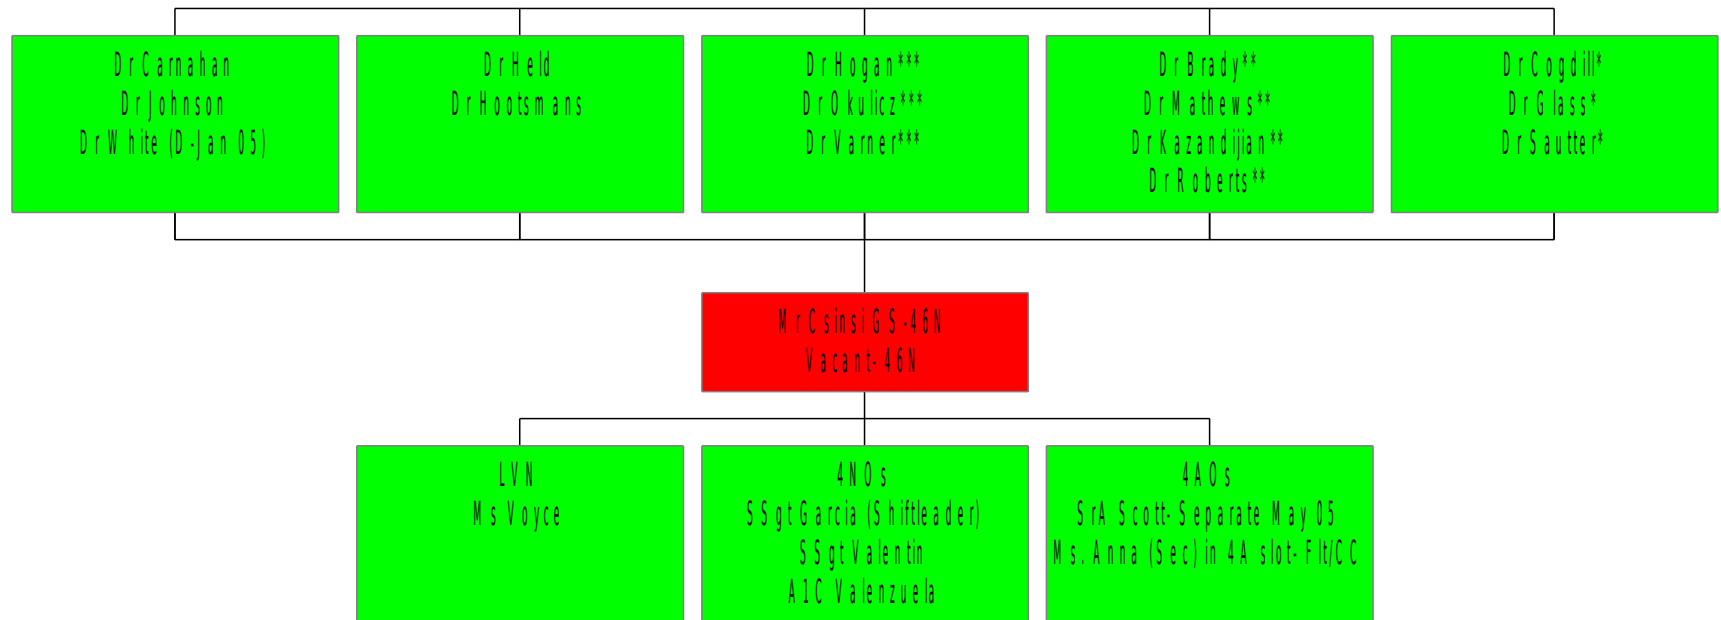 Dr Carnahan
Dr Johnson
Dr White (D-Jan 05)
Dr Held
Dr Hootsmans
Dr Hogan***
Dr Okulicz***
Dr Varner***
Dr Brady**
Dr Mathews**
Dr Kazandijian**
Dr Roberts**
Dr Cogdill*
Dr Glass*
Dr Sautter*
Mr Csinsi GS-46N
Vacant-46N
LVN
Ms Voyce
4N0s
SSgt Garcia (Shiftleader)
SSgt Valentin
A1C Valenzuela
4A0s
SrA Scott-Separate May 05
Ms. Anna (Sec) in 4A slot-Flt/CC